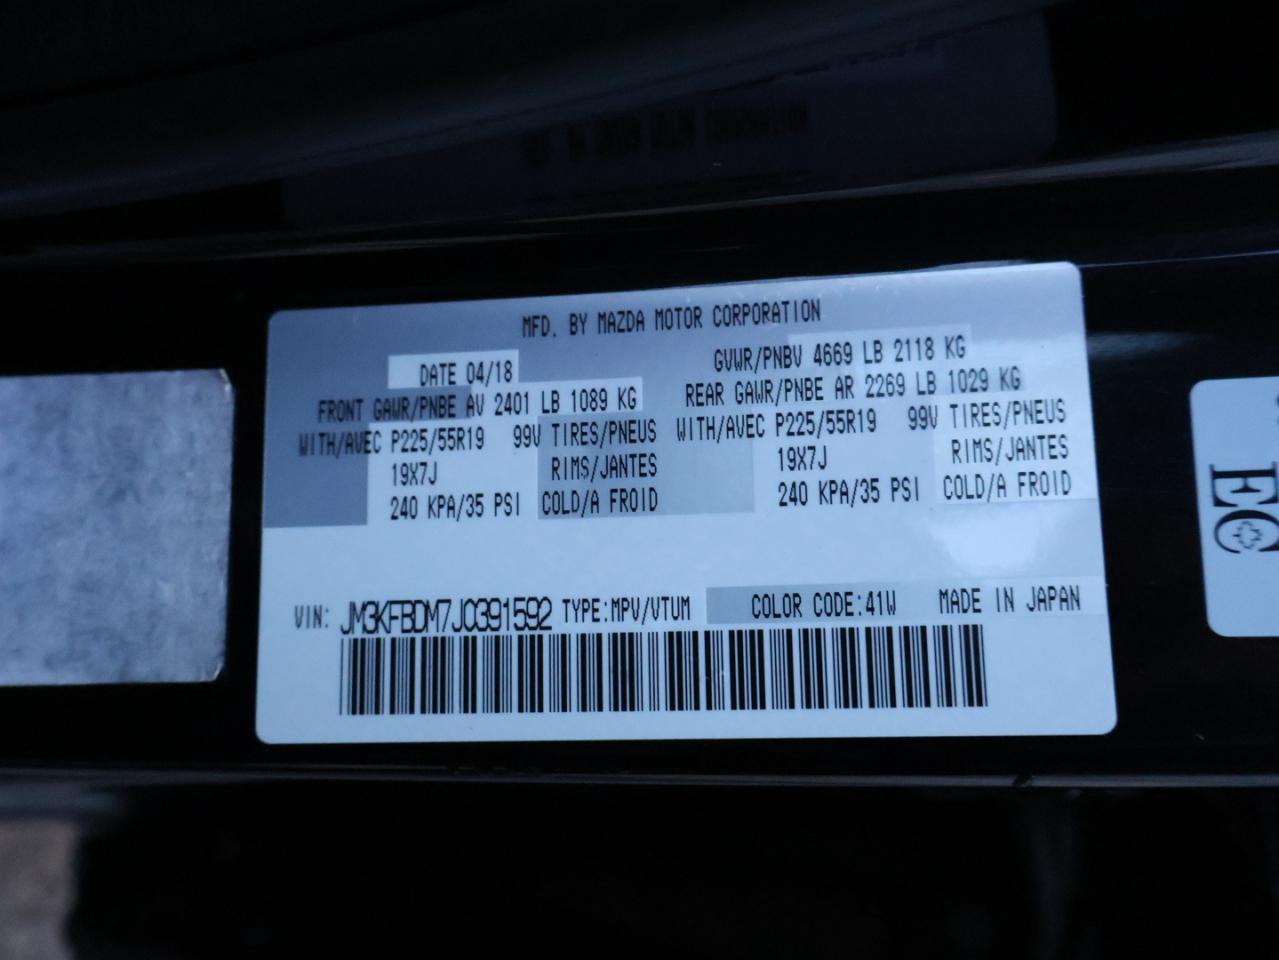 MFD. BY MAZDA MOTOR CORPORATION
DATE 04/18 GVWR/PNBV 4669 LB 2118 KG
FRONT GAWR/PNBE AV 2401 LB 1089 KG REAR GAWR/PNBE AR 2269 LB 1029 KG
WITH/AVEC P225/55R19 99V TIRES/PNEUS WITH/AVEC P225/55R19 99V TIRES/PNEUS
19X7J RIMS/JANTES 19X7J RIMS/JANTES
240 KPA/35 PSI COLD/A FROID 240 KPA/35 PSI COLD/A FROID
VIN: JM3KFBDM7J0391592 TYPE:MPV/VTUM COLOR CODE:41W MADE IN JAPAN
EC